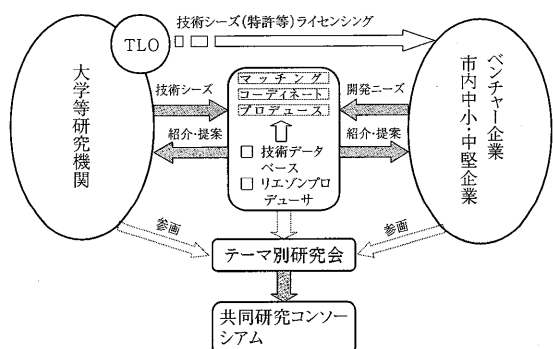 技術シーズ(特許等)ライセンシング
TLO
大学等研究機関
技術シーズ
紹介・提案
マッチング
コーディネート
プロデュース
技術データ
ベース
リエゾンプロ
デューサ
開発ニーズ
紹介・提案
ベンチャー企業
市内中小・中堅企業
参画
参画
テーマ別研究会
共同研究コンソー
シアム